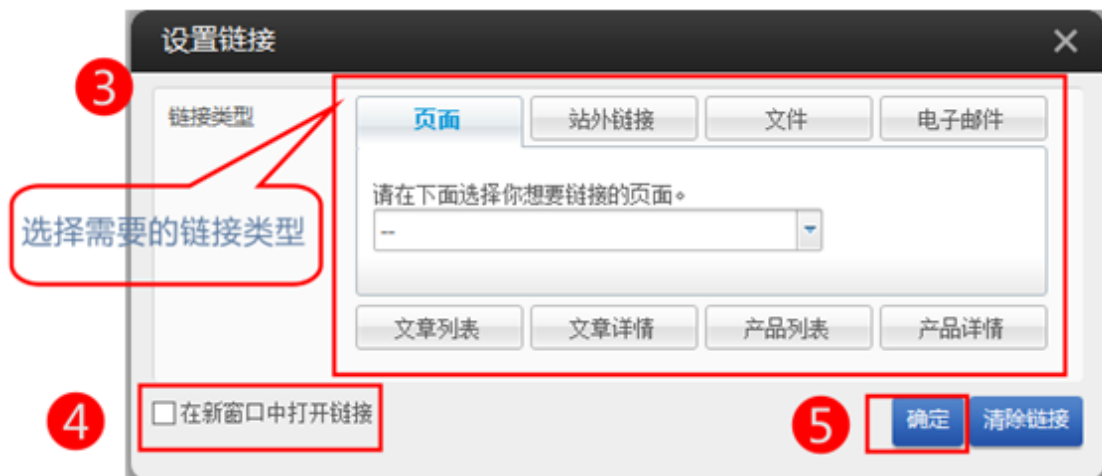 设置链接
3
链接类型
页面 站外链接 文件 电子邮件
请在下面选择你想要链接的页面。
--
选择需要的链接类型
文章列表 文章详情 产品列表 产品详情
4
在新窗口中打开链接
5
确定 清除链接